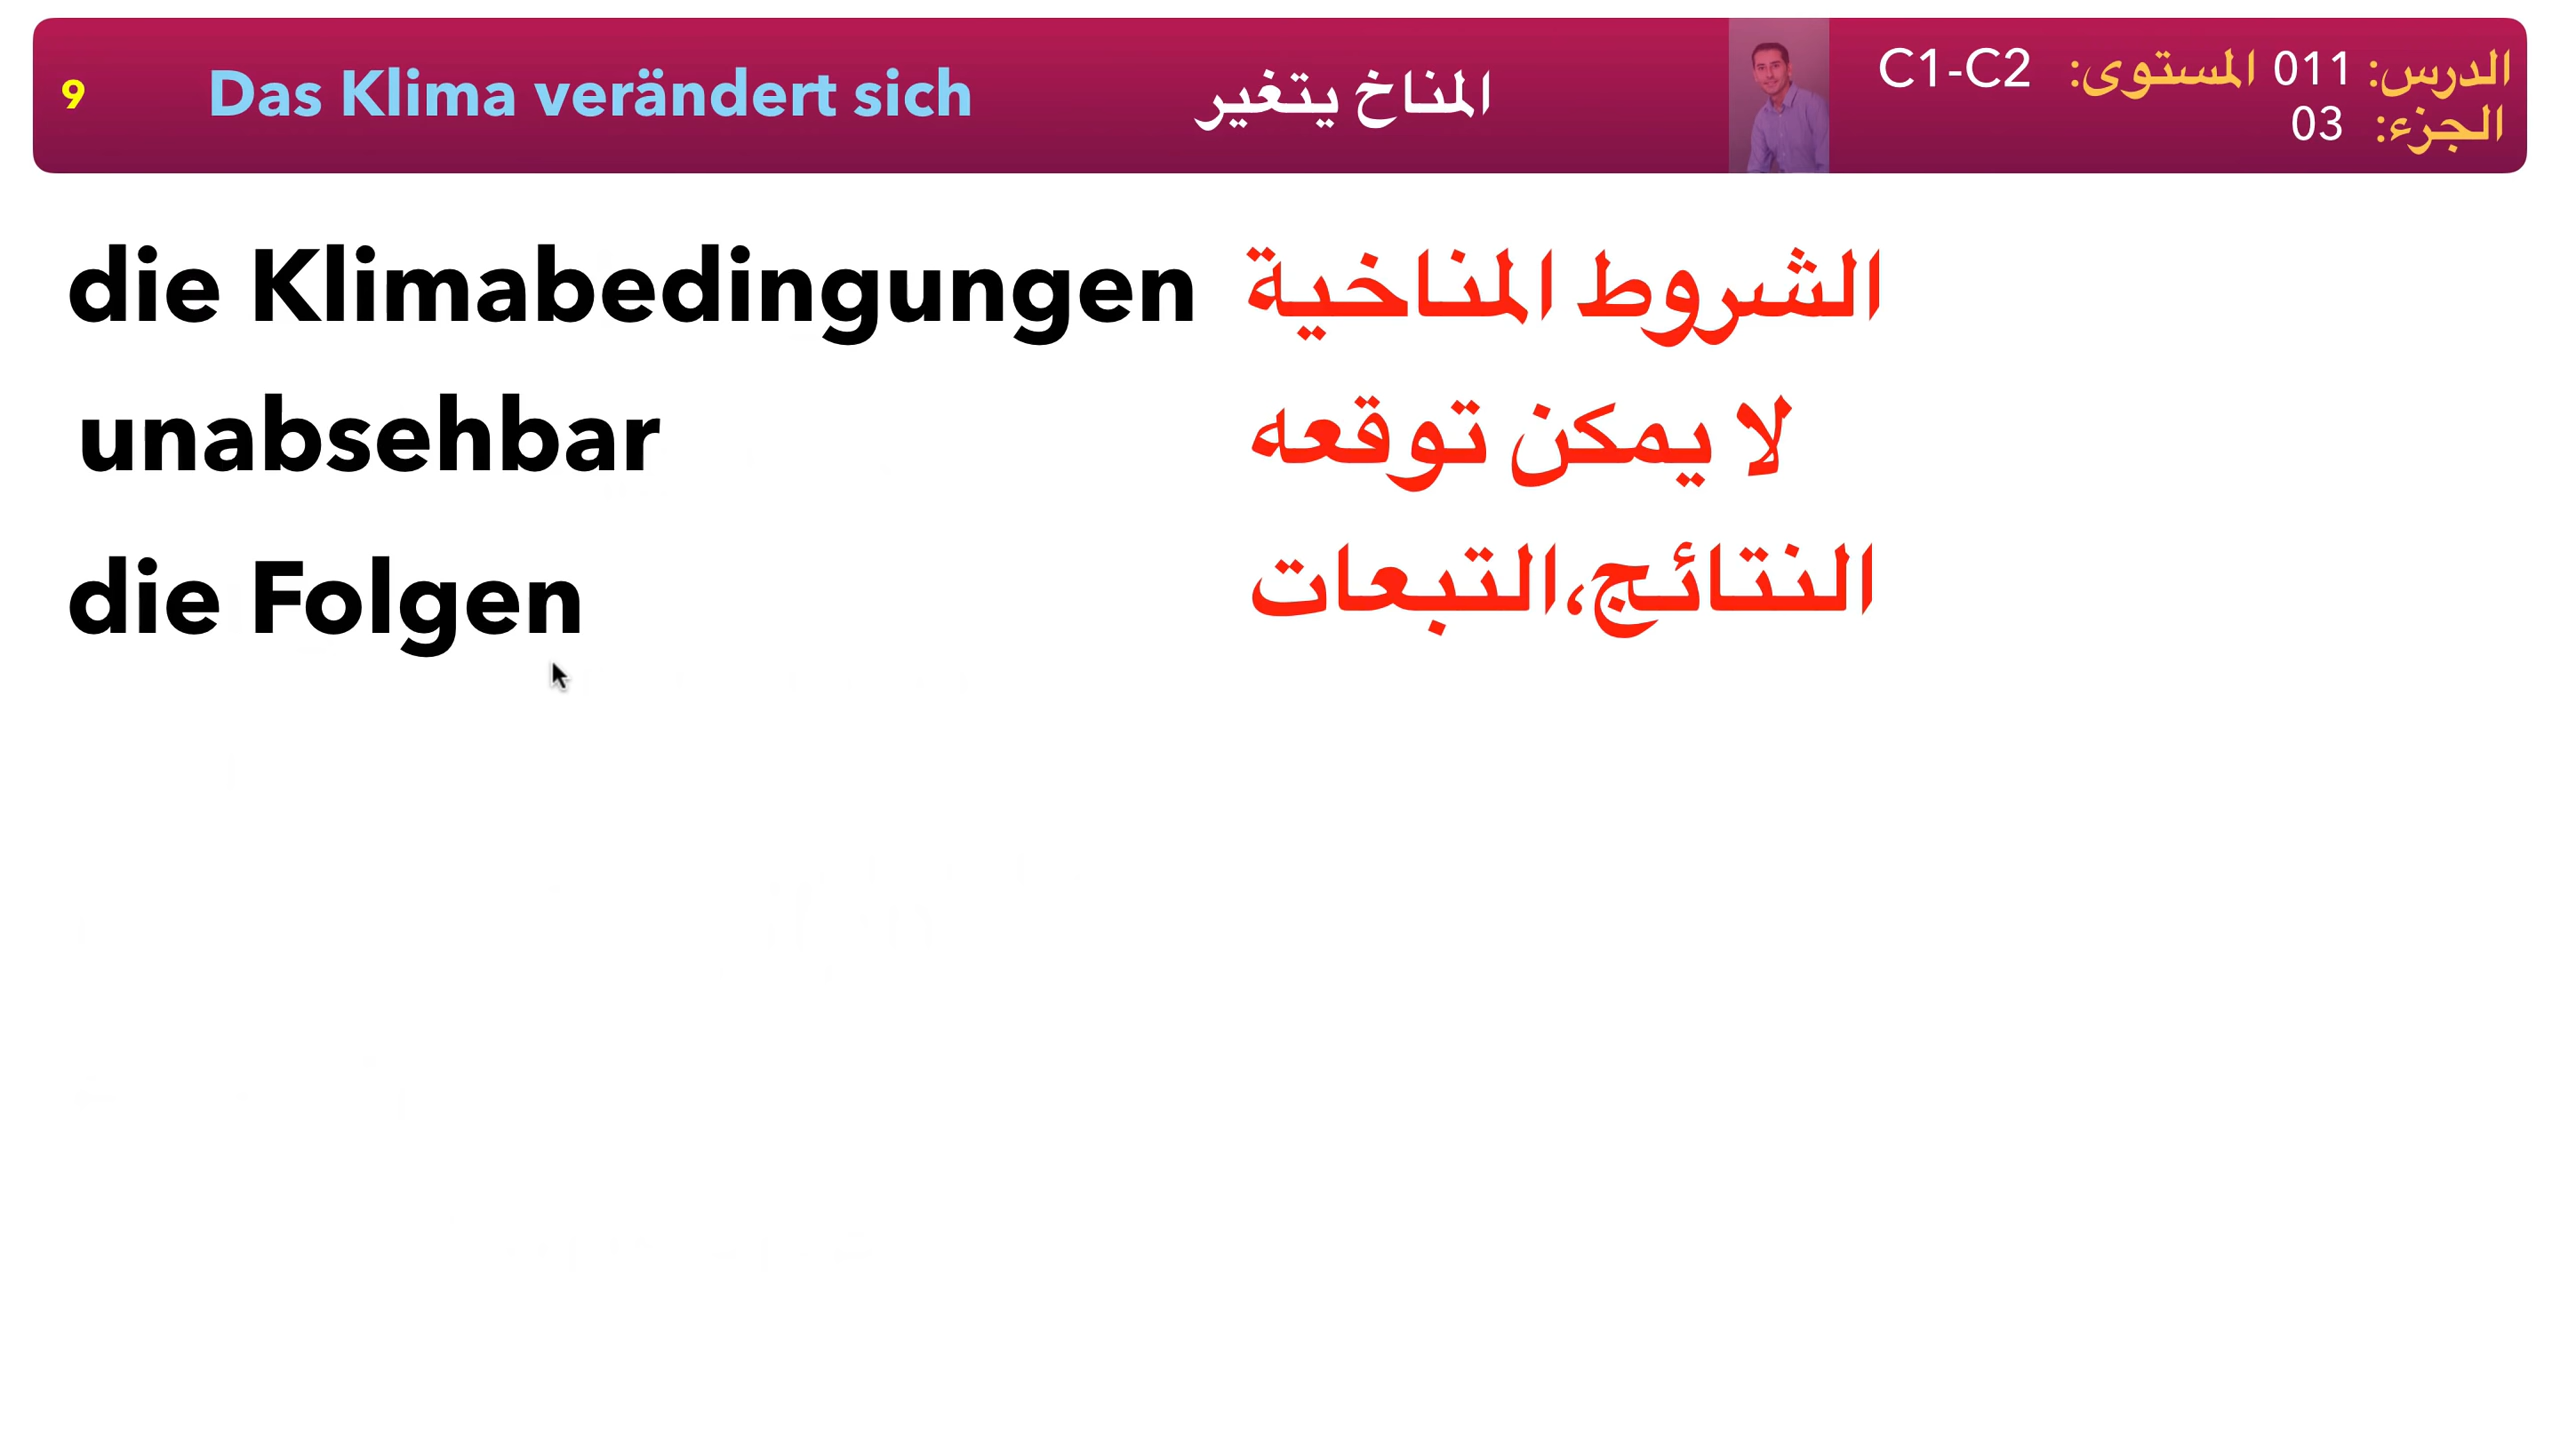 9 Das Klima verändert sich المناخ يتغير الدرس: 011 المستوى: C1-C2
الجزء: 03
die Klimabedingungen الشروط المناخية
unabsehbar لا يمكن توقعه
die Folgen النتائج،التبعات